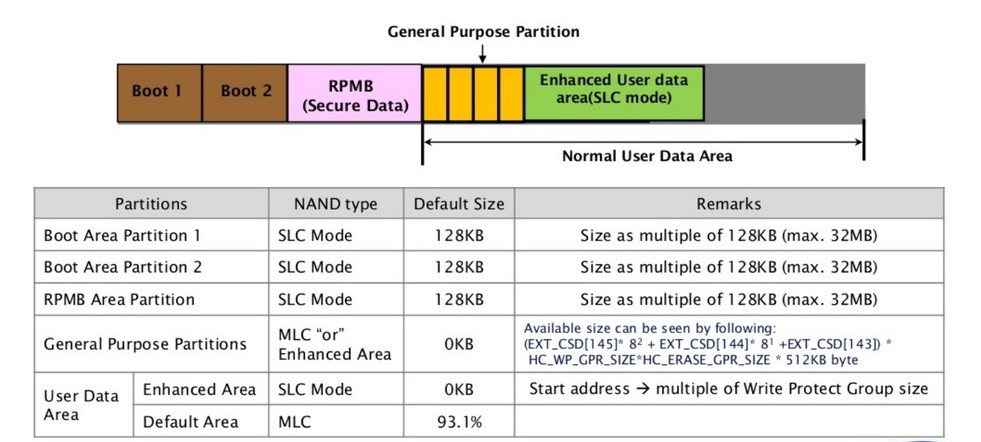 General Purpose Partition
Boot 1
Boot 2
RPMB
(Secure Data)
Enhanced User data
area(SLC mode)
Normal User Data Area
Partitions NAND type Default Size Remarks
Boot Area Partition 1 SLC Mode 128KB Size as multiple of 128KB (max. 32MB)
Boot Area Partition 2 SLC Mode 128KB Size as multiple of 128KB (max. 32MB)
RPMB Area Partition SLC Mode 128KB Size as multiple of 128KB (max. 32MB)
General Purpose Partitions
MLC “or”
Enhanced Area
0KB
Available size can be seen by following:
(EXT_CSD[145]* 8² + EXT_CSD[144]* 8¹ +EXT_CSD[143]) *
HC_WP_GPR_SIZE*HC_ERASE_GPR_SIZE * 512KB byte
User Data
Area
Enhanced Area SLC Mode 0KB Start address → multiple of Write Protect Group size
Default Area MLC 93.1%